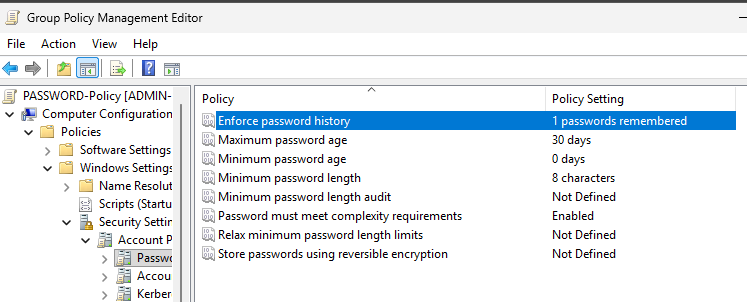 Group Policy Management Editor
File Action View Help
PASSWORD-Policy [ADMIN-
Computer Configuration
Policies
Software Settings
Windows Settings
Name Resolut
Scripts (Startu
Security Settin
Account P
Passwo
Accou
Kerber
Policy Policy Setting
Enforce password history 1 passwords remembered
Maximum password age 30 days
Minimum password age 0 days
Minimum password length 8 characters
Minimum password length audit Not Defined
Password must meet complexity requirements Enabled
Relax minimum password length limits Not Defined
Store passwords using reversible encryption Not Defined